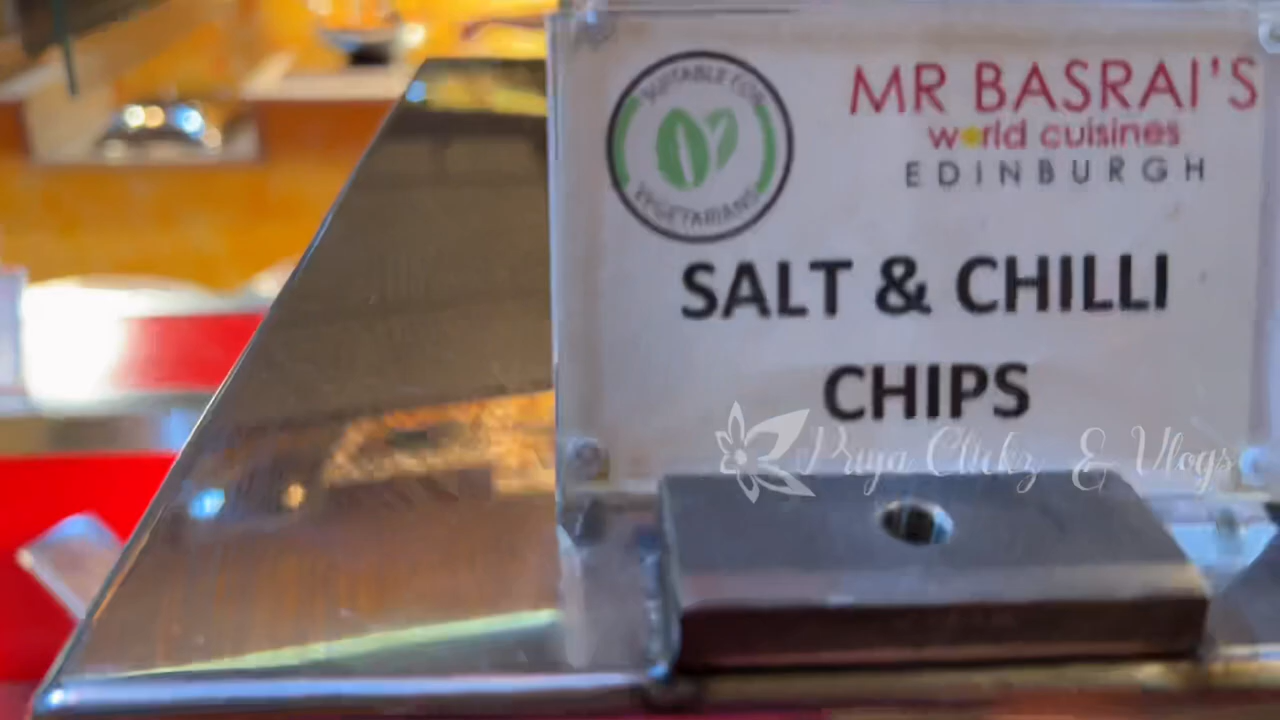 SUITABLE FOR
VEGETARIANS
MR BASRAI'S
world cuisines
EDINBURGH
SALT & CHILLI
CHIPS
Priya Clickz & Vlogs